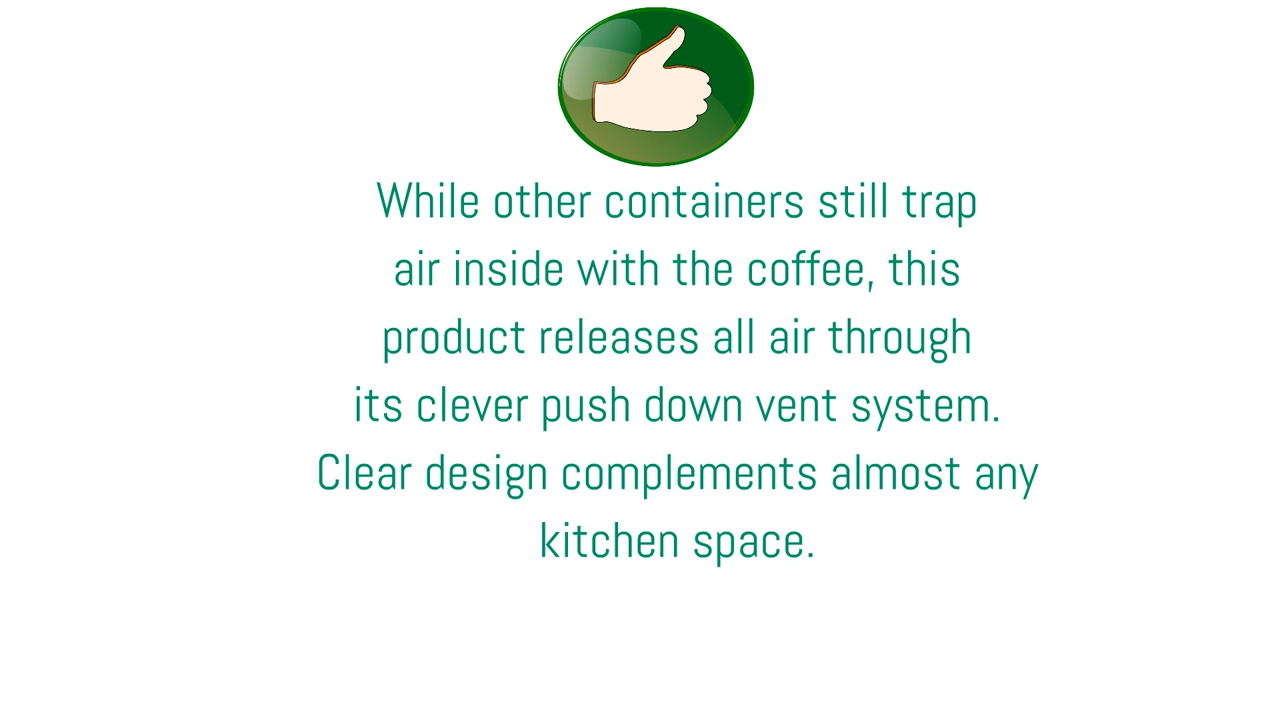 While other containers still trap
air inside with the coffee, this
product releases all air through
its clever push down vent system.
Clear design complements almost any
kitchen space.